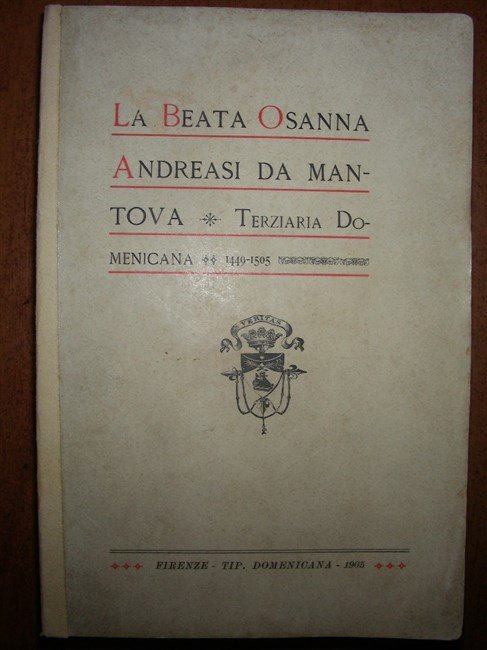 LA BEATA OSANNA
ANDREASI DA MAN-
TOVA * TERZIARIA DO-
MENICANA 1449-1505
VERITAS
FIRENZE - TIP. DOMENICANA - 1905